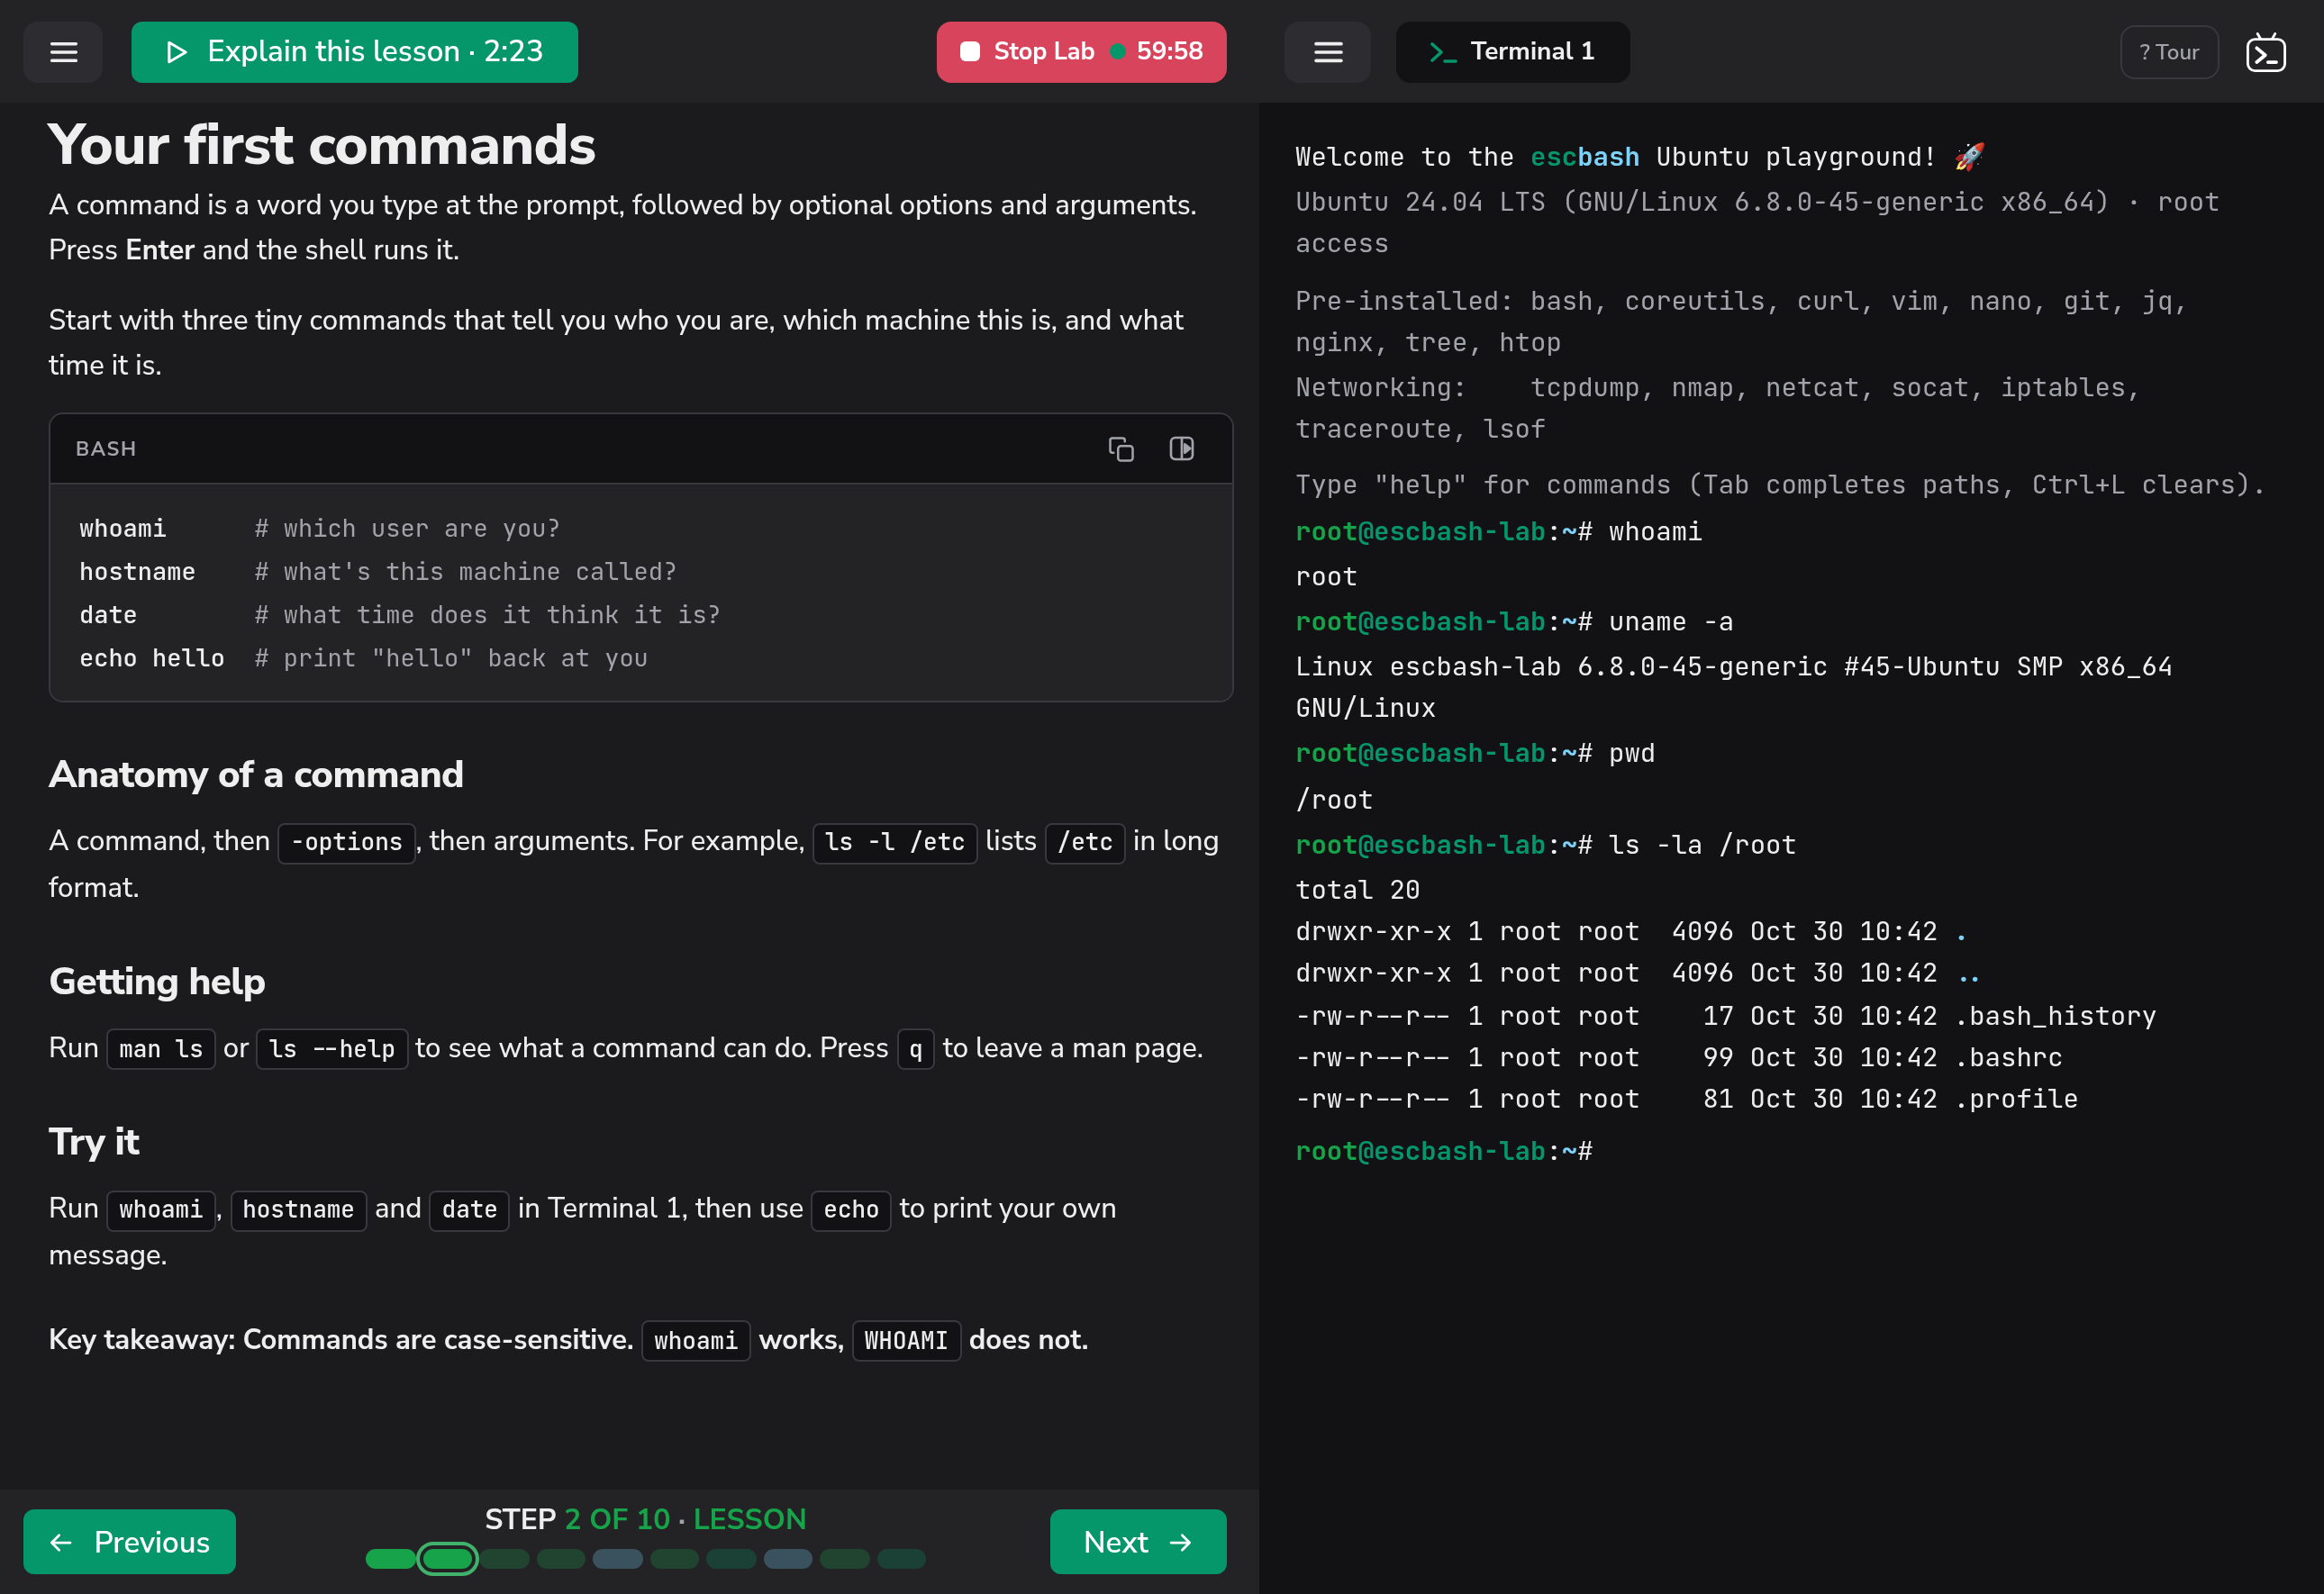 Explain this lesson · 2:23
Stop Lab 59:58
Your first commands
A command is a word you type at the prompt, followed by optional options and arguments.
Press Enter and the shell runs it.
Start with three tiny commands that tell you who you are, which machine this is, and what
time it is.
BASH
whoami # which user are you?
hostname # what's this machine called?
date # what time does it think it is?
echo hello # print "hello" back at you
Anatomy of a command
A command, then -options, then arguments. For example, ls -l /etc lists /etc in long
format.
Getting help
Run man ls or ls --help to see what a command can do. Press q to leave a man page.
Try it
Run whoami, hostname and date in Terminal 1, then use echo to print your own
message.
Key takeaway: Commands are case-sensitive. whoami works, WHOAMI does not.
Previous
STEP 2 OF 10 · LESSON
Next
Terminal 1
? Tour
Welcome to the escbash Ubuntu playground! 🚀
Ubuntu 24.04 LTS (GNU/Linux 6.8.0-45-generic x86_64) · root
access
Pre-installed: bash, coreutils, curl, vim, nano, git, jq,
nginx, tree, htop
Networking: tcpdump, nmap, netcat, socat, iptables,
traceroute, lsof
Type "help" for commands (Tab completes paths, Ctrl+L clears).
root@escbash-lab:~# whoami
root
root@escbash-lab:~# uname -a
Linux escbash-lab 6.8.0-45-generic #45-Ubuntu SMP x86_64
GNU/Linux
root@escbash-lab:~# pwd
/root
root@escbash-lab:~# ls -la /root
total 20
drwxr-xr-x 1 root root 4096 Oct 30 10:42 .
drwxr-xr-x 1 root root 4096 Oct 30 10:42 ..
-rw-r--r-- 1 root root 17 Oct 30 10:42 .bash_history
-rw-r--r-- 1 root root 99 Oct 30 10:42 .bashrc
-rw-r--r-- 1 root root 81 Oct 30 10:42 .profile
root@escbash-lab:~#